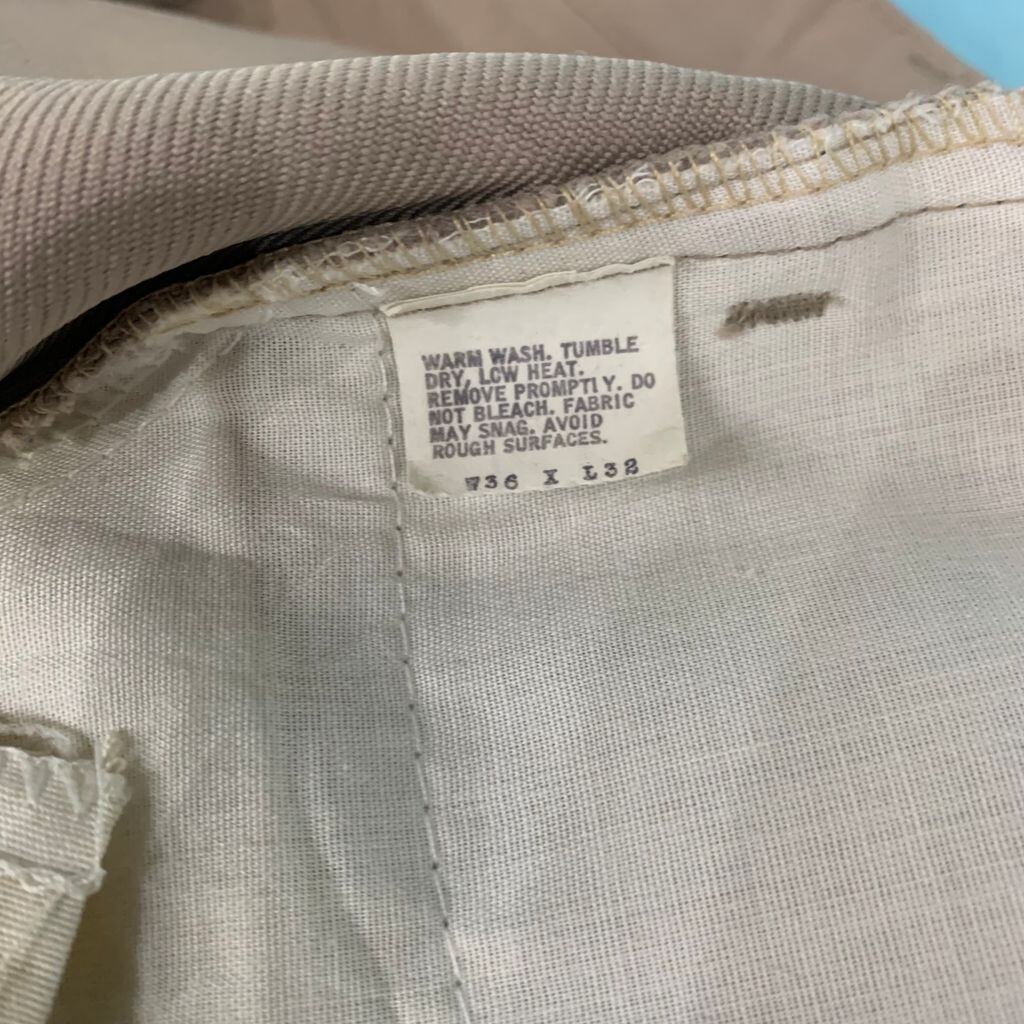 WARM WASH. TUMBLE
DRY, LOW HEAT.
REMOVE PROMPTLY. DO
NOT BLEACH. FABRIC
MAY SNAG. AVOID
ROUGH SURFACES.
W36 X L32